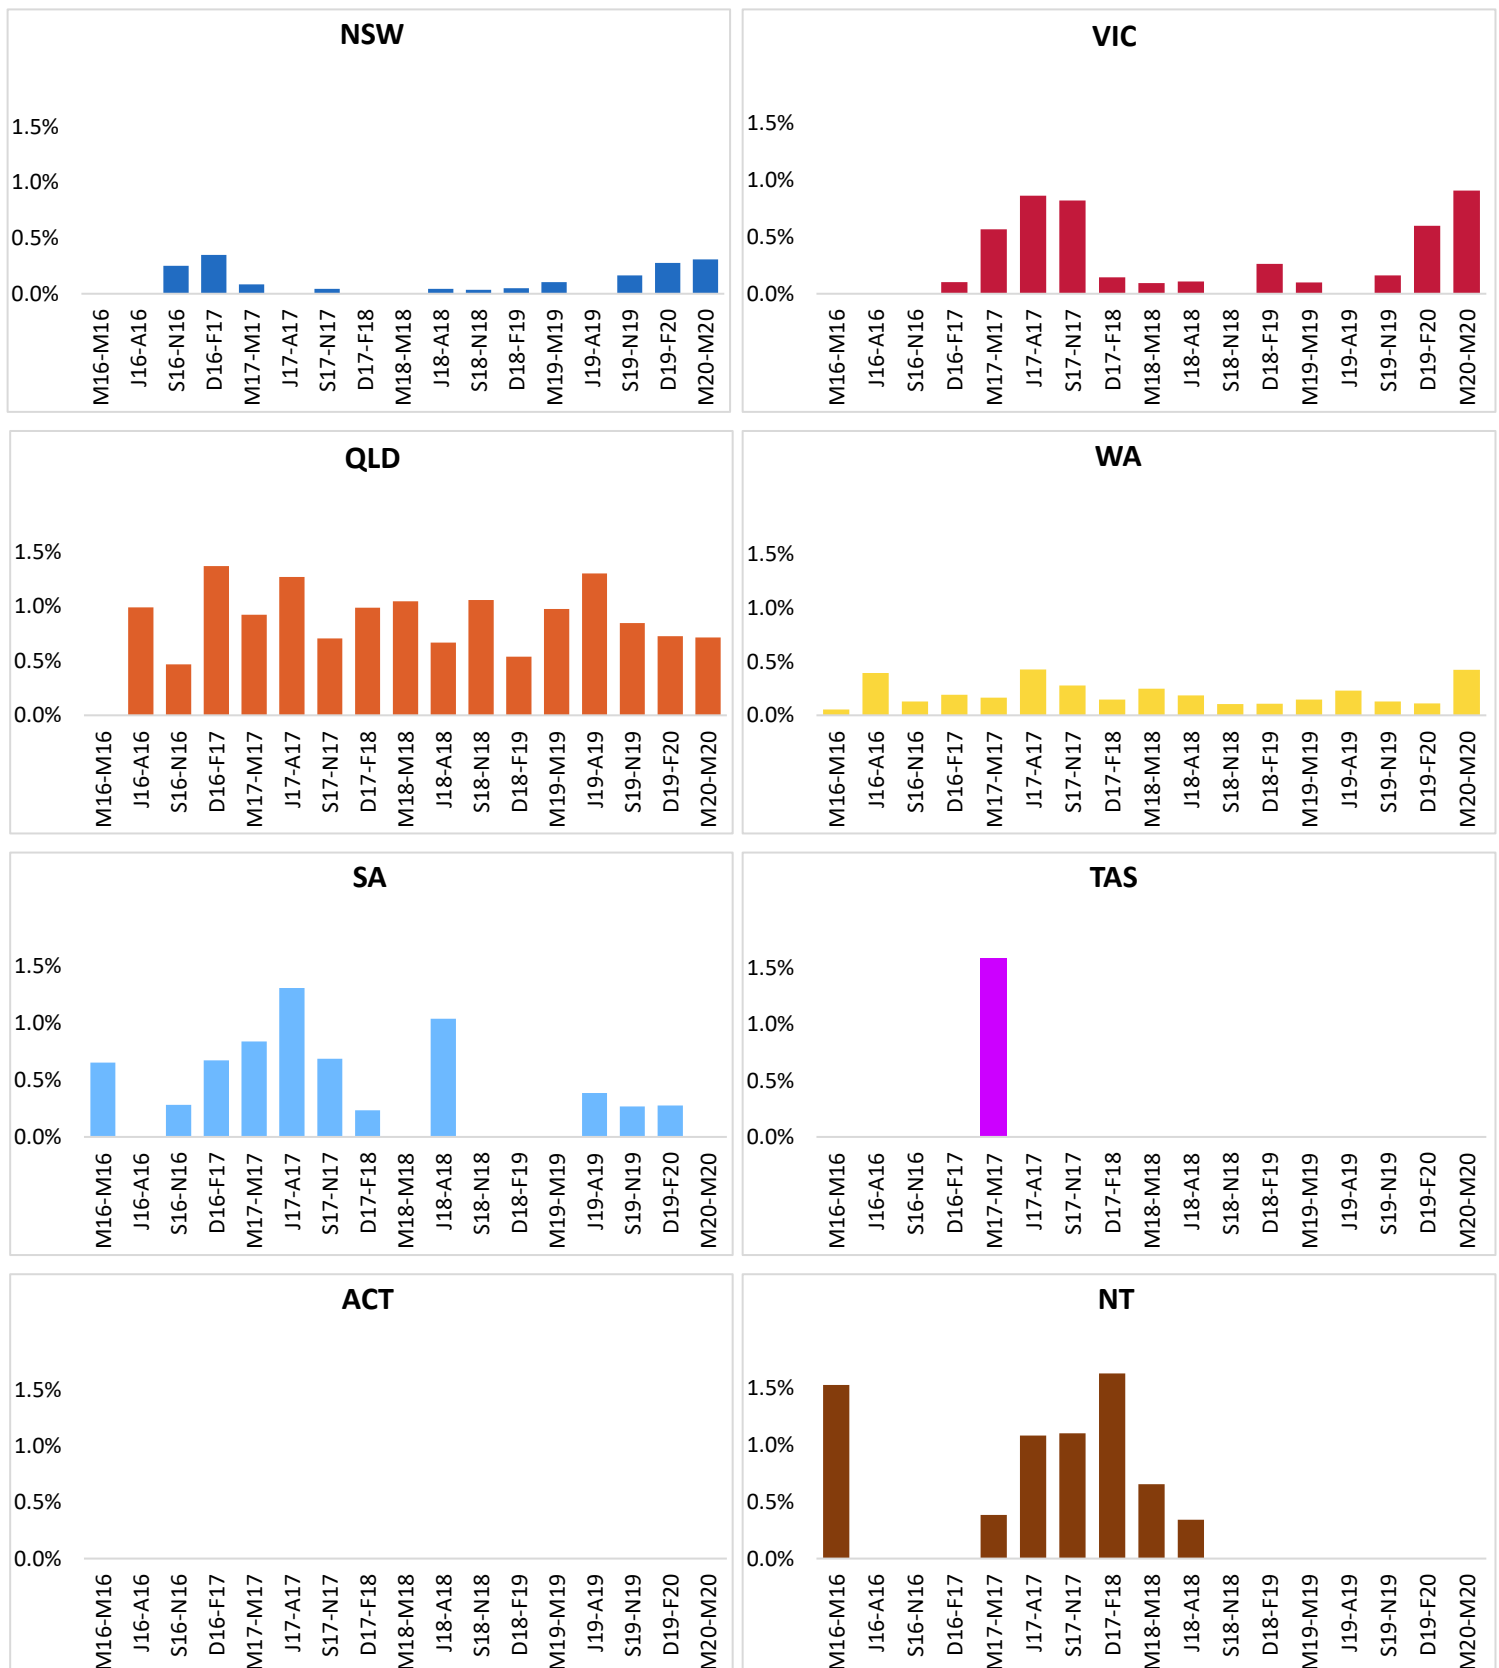 NSW
1.5%
1.0%
0.5%
0.0%
M16-M16
J16-A16
S16-N16
D16-F17
M17-M17
J17-A17
S17-N17
D17-F18
M18-M18
J18-A18
S18-N18
D18-F19
M19-M19
J19-A19
S19-N19
D19-F20
M20-M20
VIC
1.5%
1.0%
0.5%
0.0%
M16-M16
J16-A16
S16-N16
D16-F17
M17-M17
J17-A17
S17-N17
D17-F18
M18-M18
J18-A18
S18-N18
D18-F19
M19-M19
J19-A19
S19-N19
D19-F20
M20-M20
QLD
1.5%
1.0%
0.5%
0.0%
M16-M16
J16-A16
S16-N16
D16-F17
M17-M17
J17-A17
S17-N17
D17-F18
M18-M18
J18-A18
S18-N18
D18-F19
M19-M19
J19-A19
S19-N19
D19-F20
M20-M20
WA
1.5%
1.0%
0.5%
0.0%
M16-M16
J16-A16
S16-N16
D16-F17
M17-M17
J17-A17
S17-N17
D17-F18
M18-M18
J18-A18
S18-N18
D18-F19
M19-M19
J19-A19
S19-N19
D19-F20
M20-M20
SA
1.5%
1.0%
0.5%
0.0%
M16-M16
J16-A16
S16-N16
D16-F17
M17-M17
J17-A17
S17-N17
D17-F18
M18-M18
J18-A18
S18-N18
D18-F19
M19-M19
J19-A19
S19-N19
D19-F20
M20-M20
TAS
1.5%
1.0%
0.5%
0.0%
M16-M16
J16-A16
S16-N16
D16-F17
M17-M17
J17-A17
S17-N17
D17-F18
M18-M18
J18-A18
S18-N18
D18-F19
M19-M19
J19-A19
S19-N19
D19-F20
M20-M20
ACT
1.5%
1.0%
0.5%
0.0%
M16-M16
J16-A16
S16-N16
D16-F17
M17-M17
J17-A17
S17-N17
D17-F18
M18-M18
J18-A18
S18-N18
D18-F19
M19-M19
J19-A19
S19-N19
D19-F20
M20-M20
NT
1.5%
1.0%
0.5%
0.0%
M16-M16
J16-A16
S16-N16
D16-F17
M17-M17
J17-A17
S17-N17
D17-F18
M18-M18
J18-A18
S18-N18
D18-F19
M19-M19
J19-A19
S19-N19
D19-F20
M20-M20